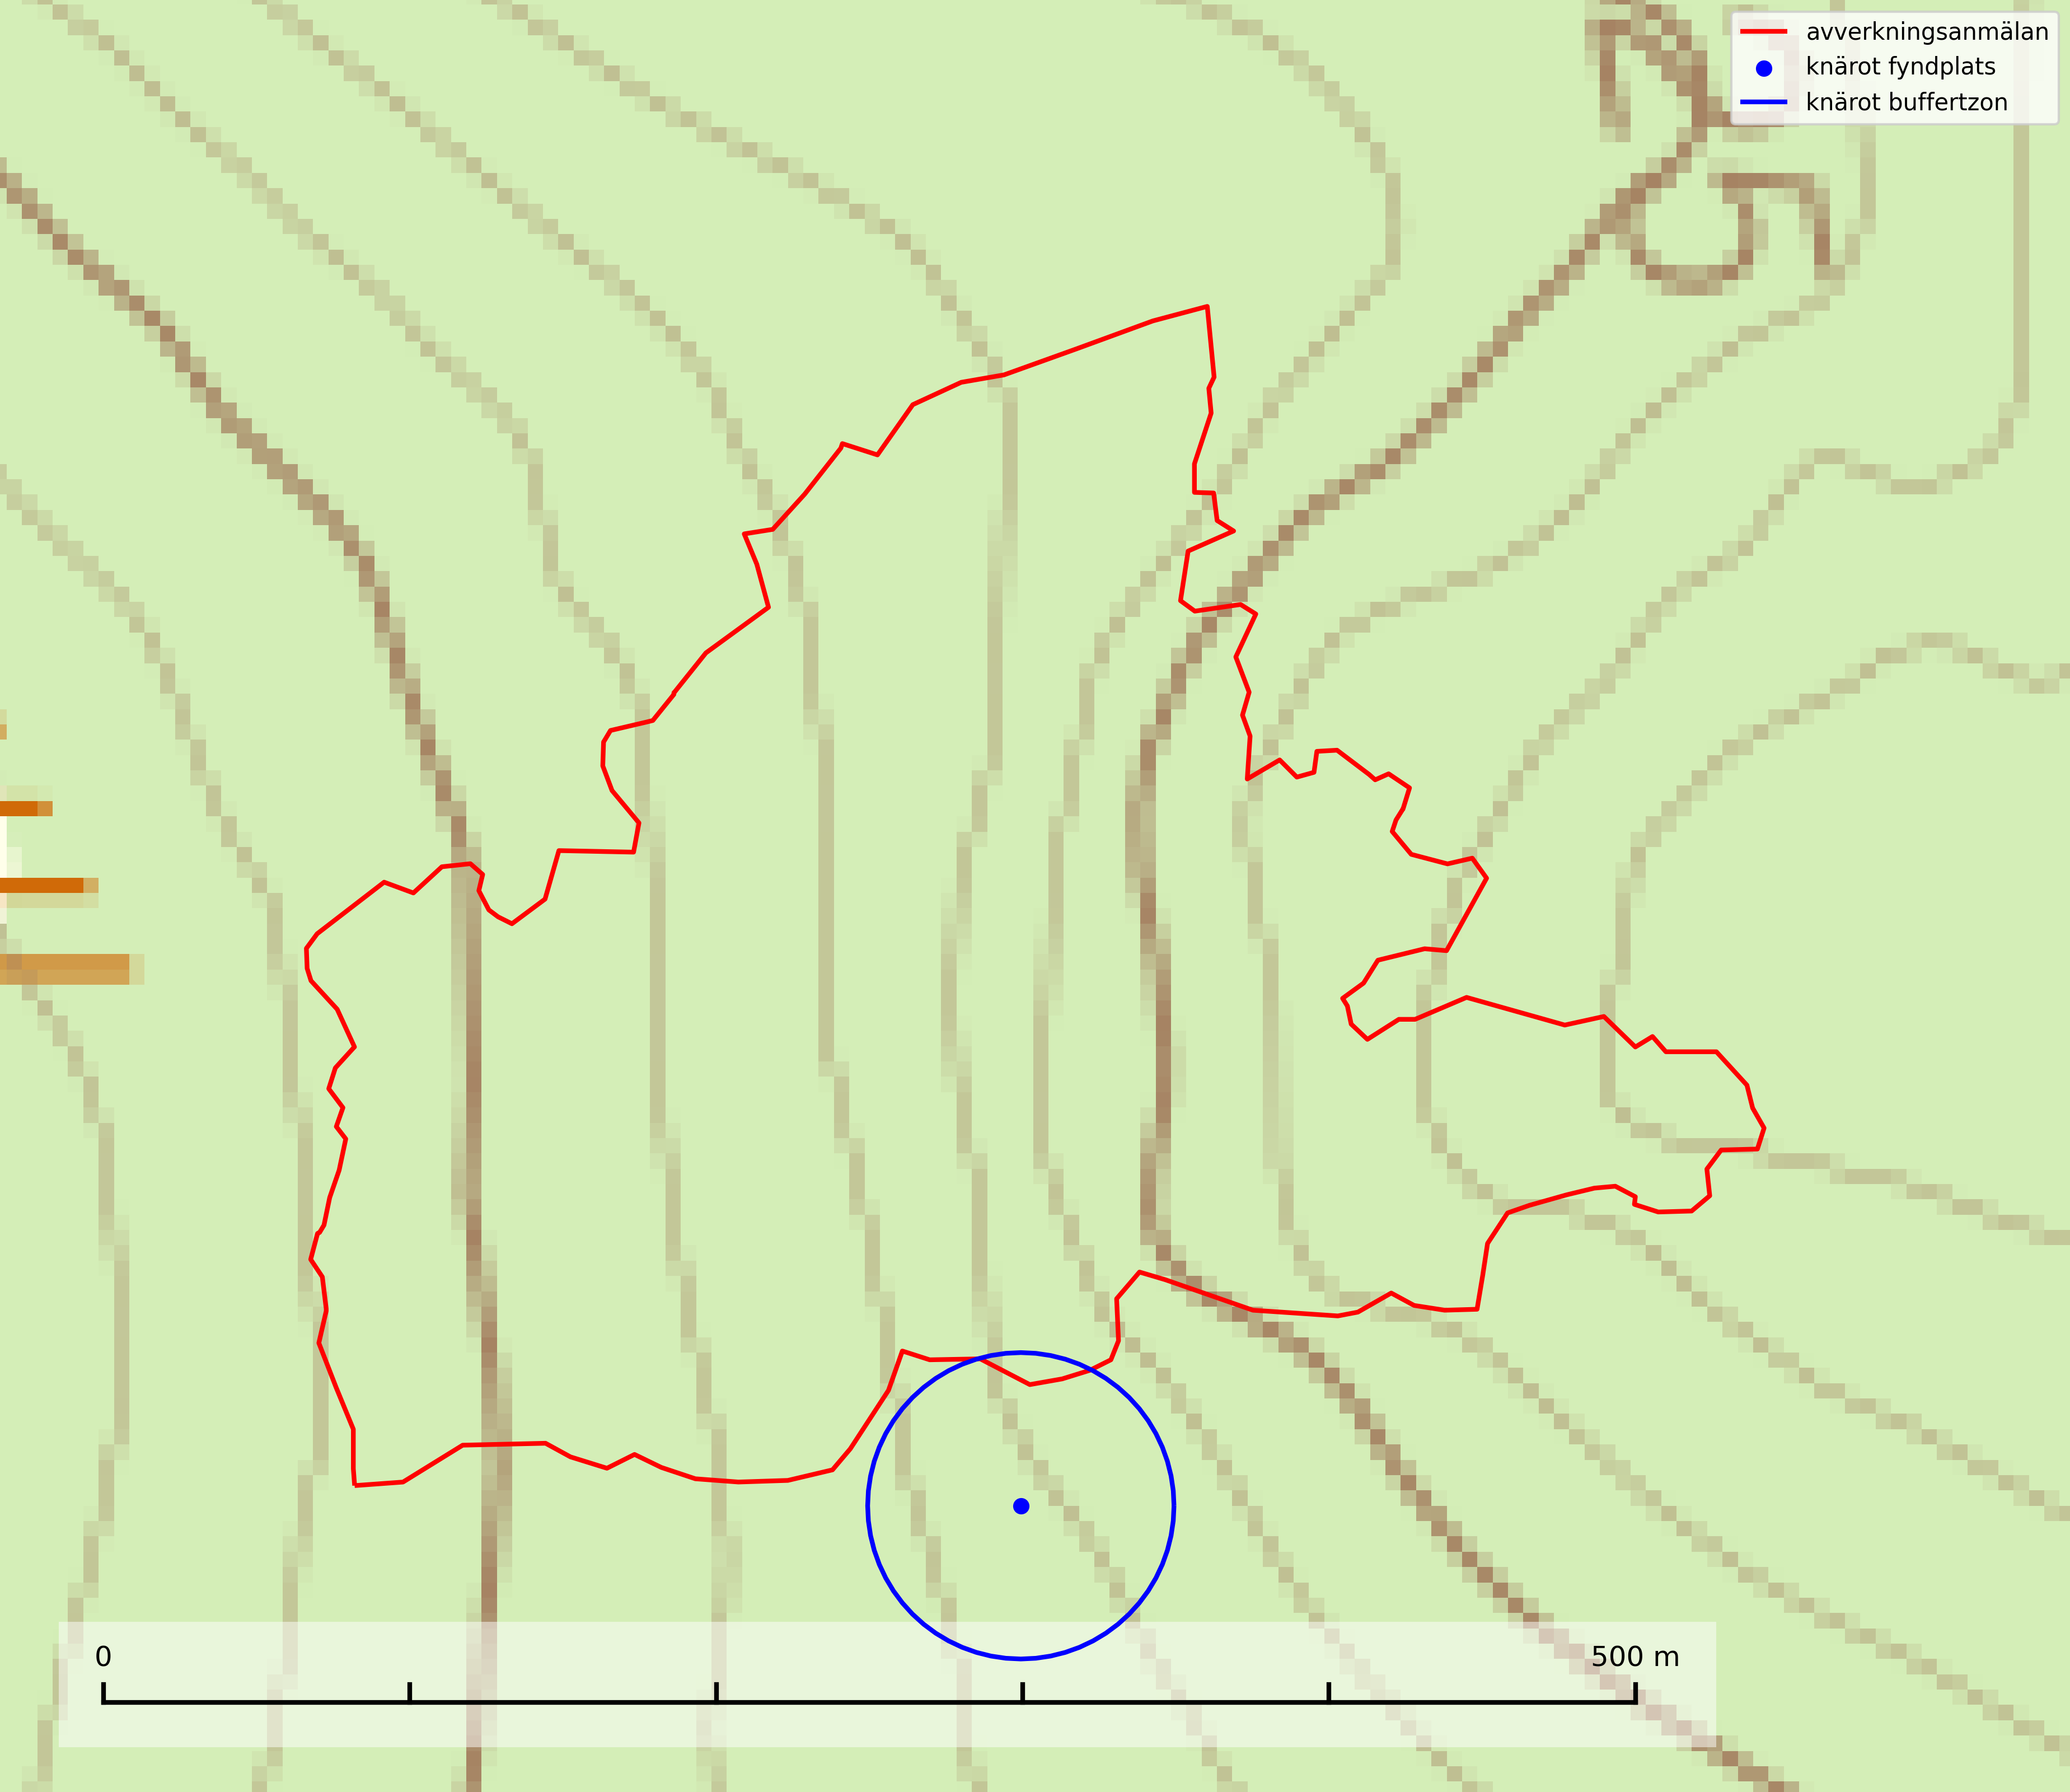 avverkningsanmälan
knärot fyndplats
knärot buffertzon
0
500 m